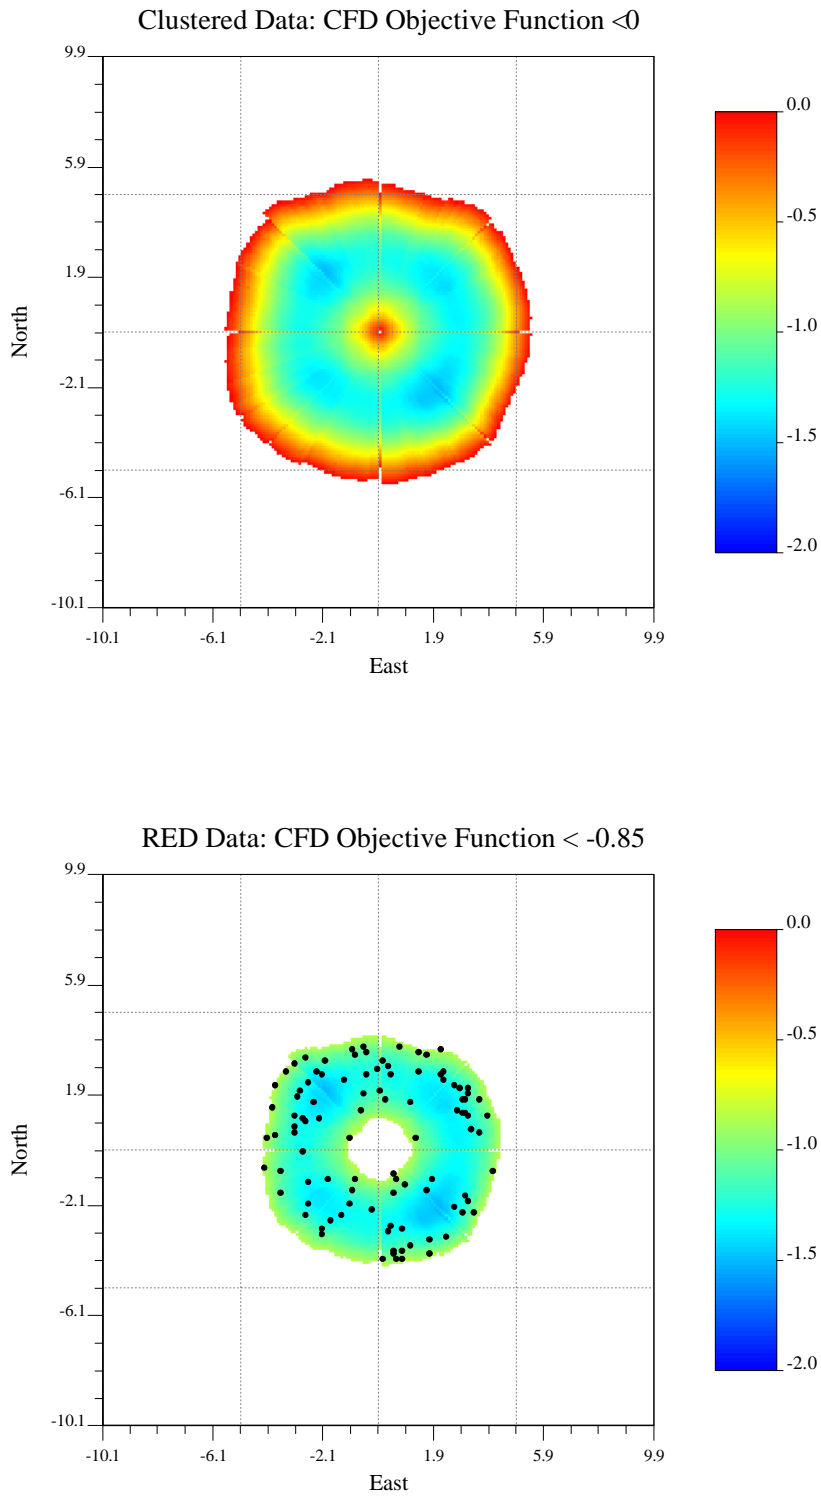 Clustered Data: CFD Objective Function <0
9.9
5.9
1.9
-2.1
-6.1
-10.1
North
-10.1 -6.1 -2.1 1.9 5.9 9.9
East
0.0
-0.5
-1.0
-1.5
-2.0
RED Data: CFD Objective Function < -0.85
9.9
5.9
1.9
-2.1
-6.1
-10.1
North
-10.1 -6.1 -2.1 1.9 5.9 9.9
East
0.0
-0.5
-1.0
-1.5
-2.0